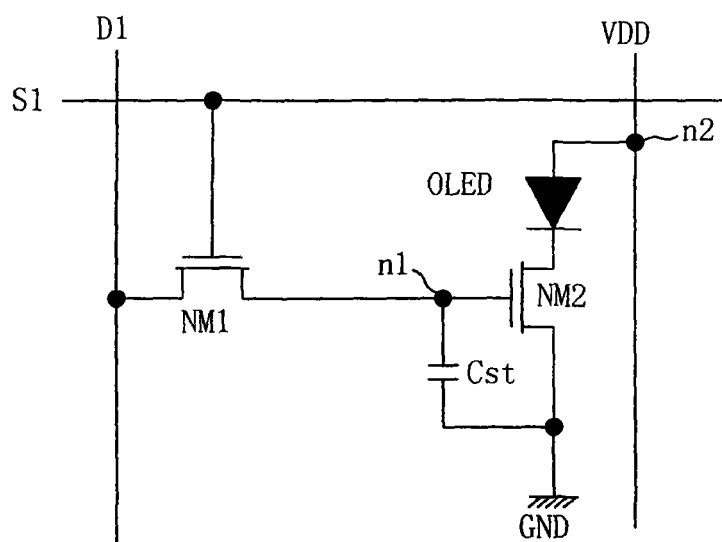 D1
VDD
S1
n2
OLED
n1
NM2
NM1
Cst
GND